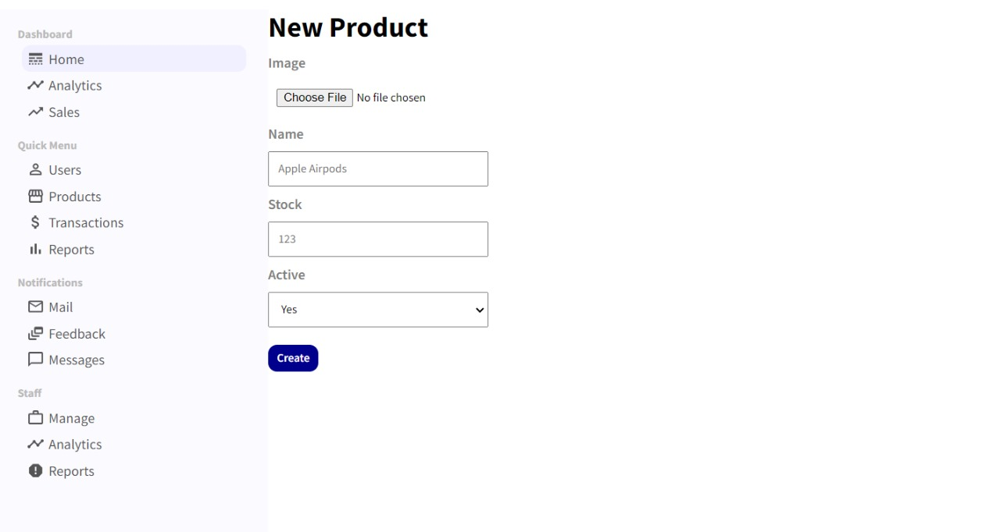 Dashboard
Home
Analytics
Sales
Quick Menu
Users
Products
Transactions
Reports
Notifications
Mail
Feedback
Messages
Staff
Manage
Analytics
Reports
New Product
Image
Choose File No file chosen
Name
Apple Airpods
Stock
123
Active
Yes
Create